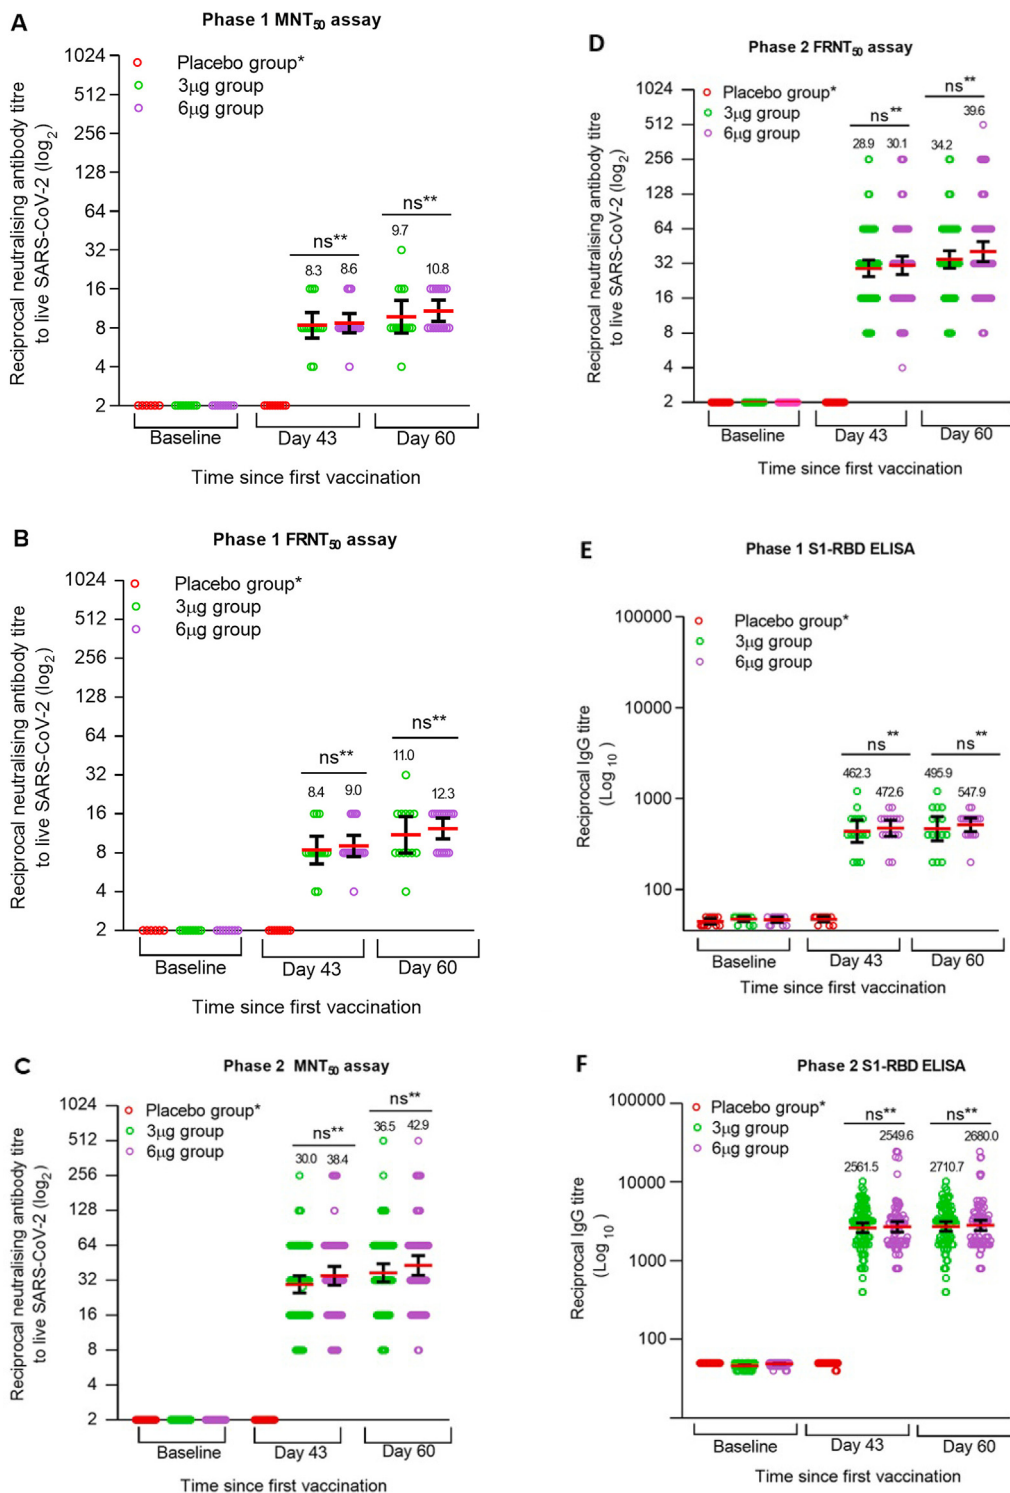 A
Phase 1 MNT50 assay
Reciprocal neutralising antibody titre
to live SARS-CoV-2 (log2)
1024
512
256
128
64
32
16
8
4
2
Placebo group*
3µg group
6µg group
ns**
8.3 8.6
ns**
9.7
10.8
Baseline Day 43 Day 60
Time since first vaccination
B
Phase 1 FRNT50 assay
Reciprocal neutralising antibody titre
to live SARS-CoV-2 (log2)
1024
512
256
128
64
32
16
8
4
2
Placebo group*
3µg group
6µg group
ns**
8.4 9.0
ns**
11.0
12.3
Baseline Day 43 Day 60
Time since first vaccination
C
Phase 2 MNT50 assay
Reciprocal neutralising antibody titre
to live SARS-CoV-2 (log2)
1024
512
256
128
64
32
16
8
4
2
Placebo group*
3µg group
6µg group
ns**
30.0 38.4
ns**
36.5 42.9
Baseline Day 43 Day 60
Time since first vaccination
D
Phase 2 FRNT50 assay
Reciprocal neutralising antibody titre
to live SARS-CoV-2 (log2)
1024
512
256
128
64
32
16
8
4
2
Placebo group*
3µg group
6µg group
ns**
28.9 30.1
ns**
39.6
34.2
Baseline Day 43 Day 60
Time since first vaccination
E
Phase 1 S1-RBD ELISA
Reciprocal IgG titre
(Log 10 )
100000
10000
1000
100
Placebo group*
3µg group
6µg group
ns**
462.3
472.6
ns**
495.9
547.9
Baseline Day 43 Day 60
Time since first vaccination
F
Phase 2 S1-RBD ELISA
Reciprocal IgG titre
(Log 10 )
100000
10000
1000
100
Placebo group*
3µg group
6µg group
ns**
2549.6
2561.5
ns**
2680.0
2710.7
Baseline Day 43 Day 60
Time since first vaccination